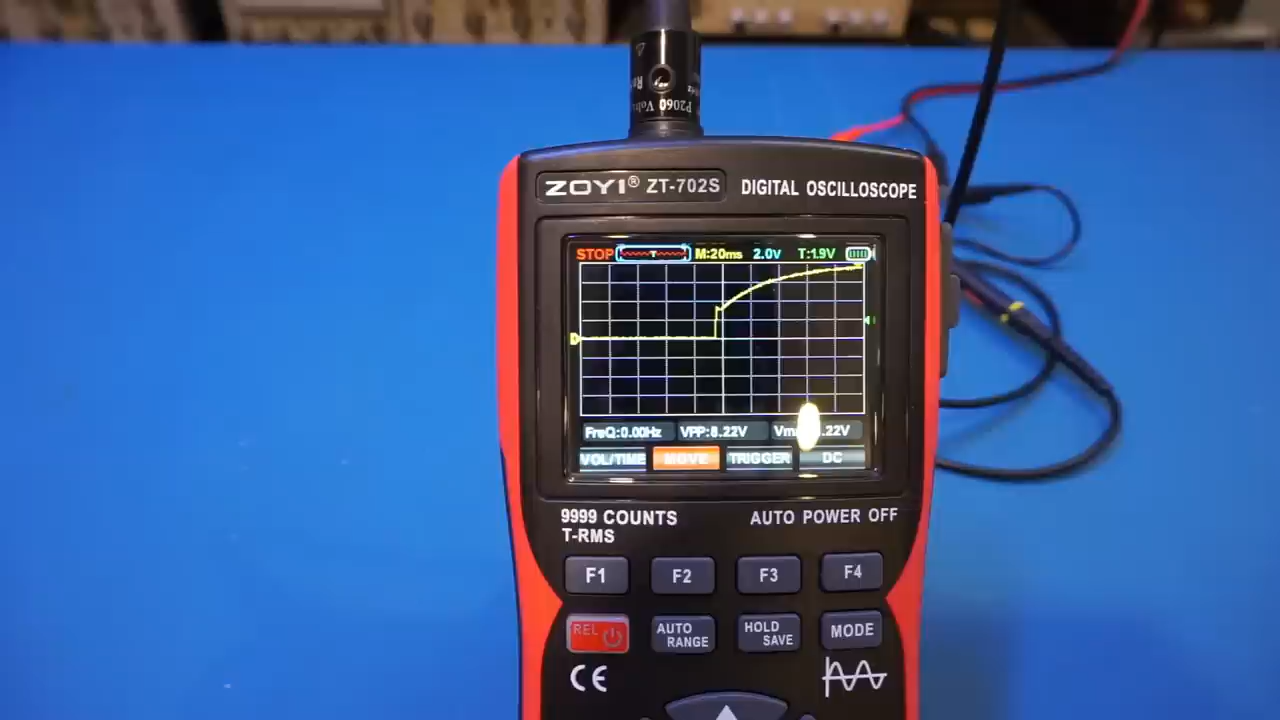 P2060 Volt
ZOYI® ZT-702S DIGITAL OSCILLOSCOPE
STOP T M:20ms 2.0V T:1.9V
FreQ:0.00Hz VPP:8.22V
VOL/TIME MOVE TRIGGER DC
9999 COUNTS AUTO POWER OFF
T-RMS
F1 F2 F3 F4
REL AUTO RANGE HOLD SAVE MODE
CE